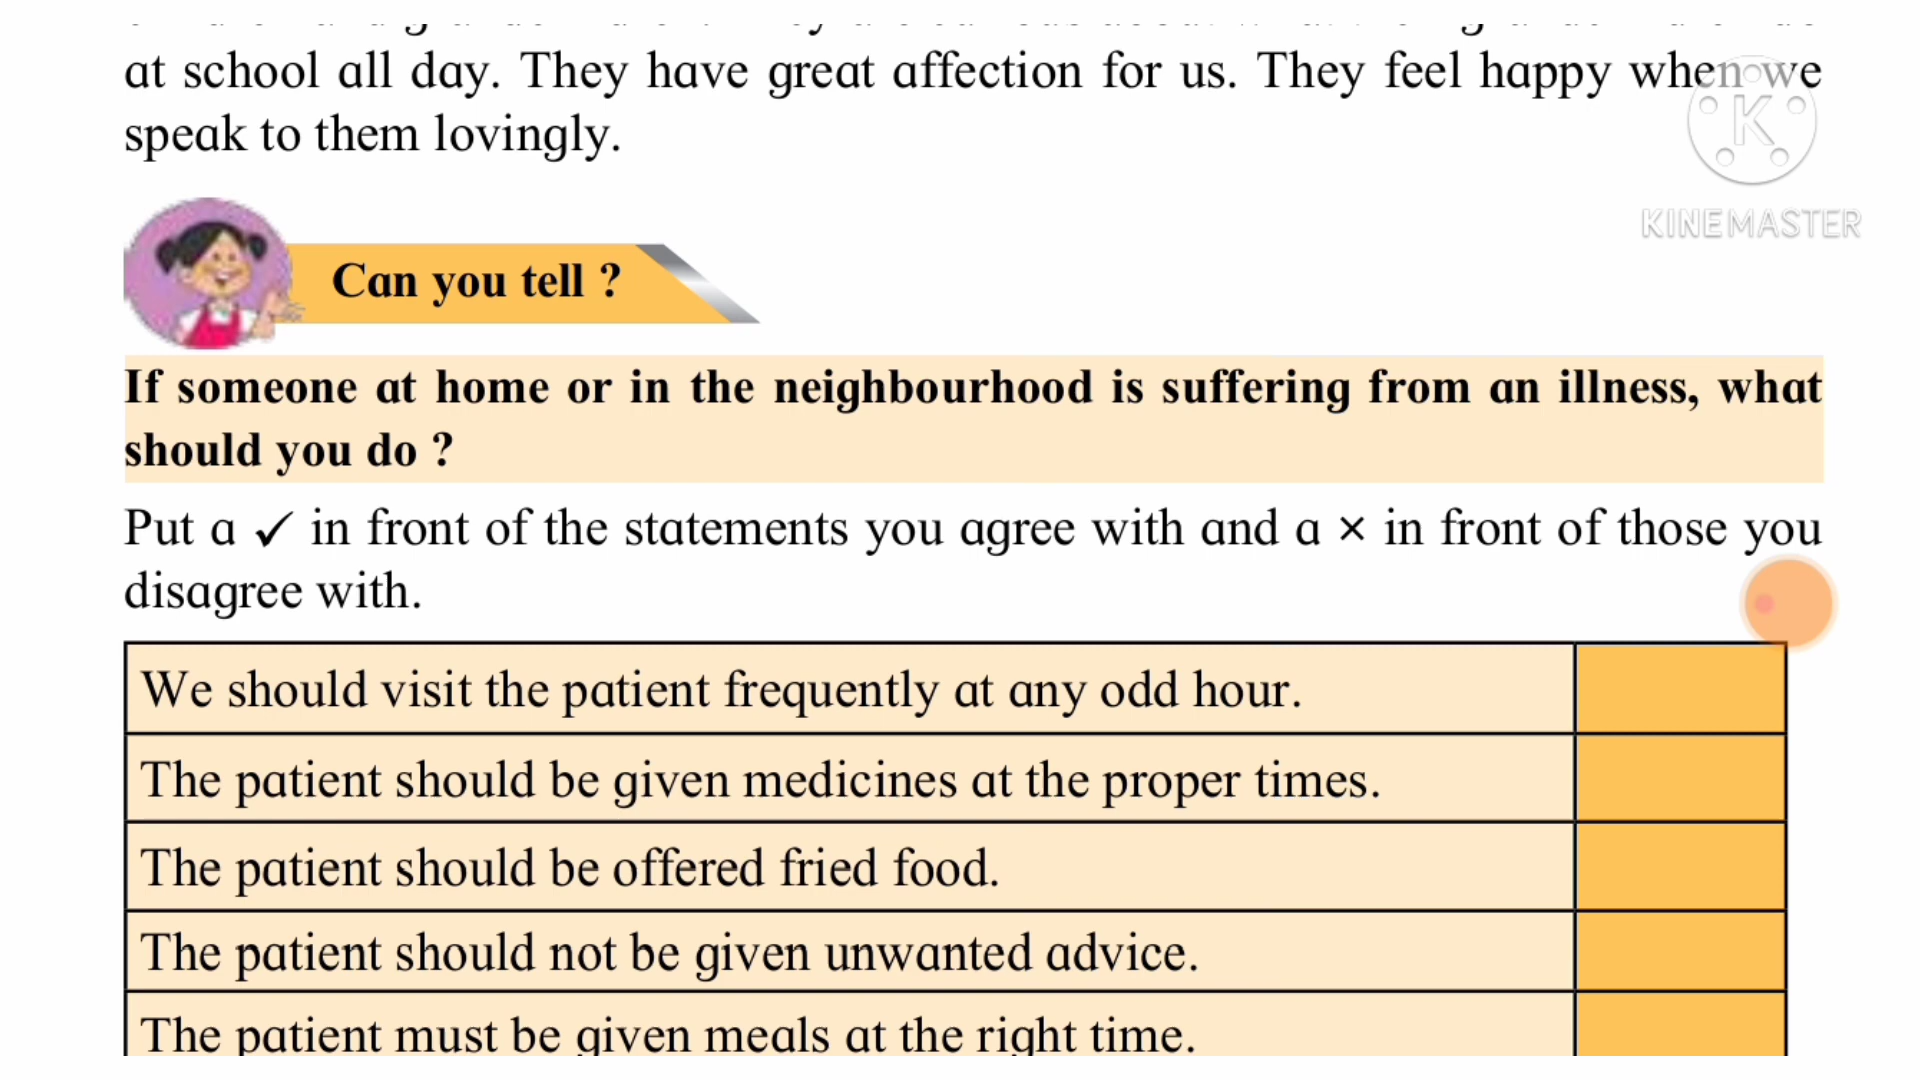 at school all day. They have great affection for us. They feel happy when we
speak to them lovingly.
K
KINEMASTER
Can you tell ?
If someone at home or in the neighbourhood is suffering from an illness, what
should you do ?
Put a ✓ in front of the statements you agree with and a × in front of those you
disagree with.
We should visit the patient frequently at any odd hour.
The patient should be given medicines at the proper times.
The patient should be offered fried food.
The patient should not be given unwanted advice.
The patient must be given meals at the right time.